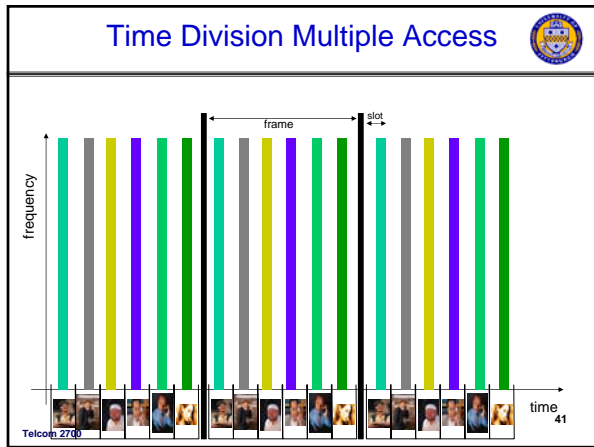 Time Division Multiple Access
frame
slot
frequency
time
41
Telcom 2700